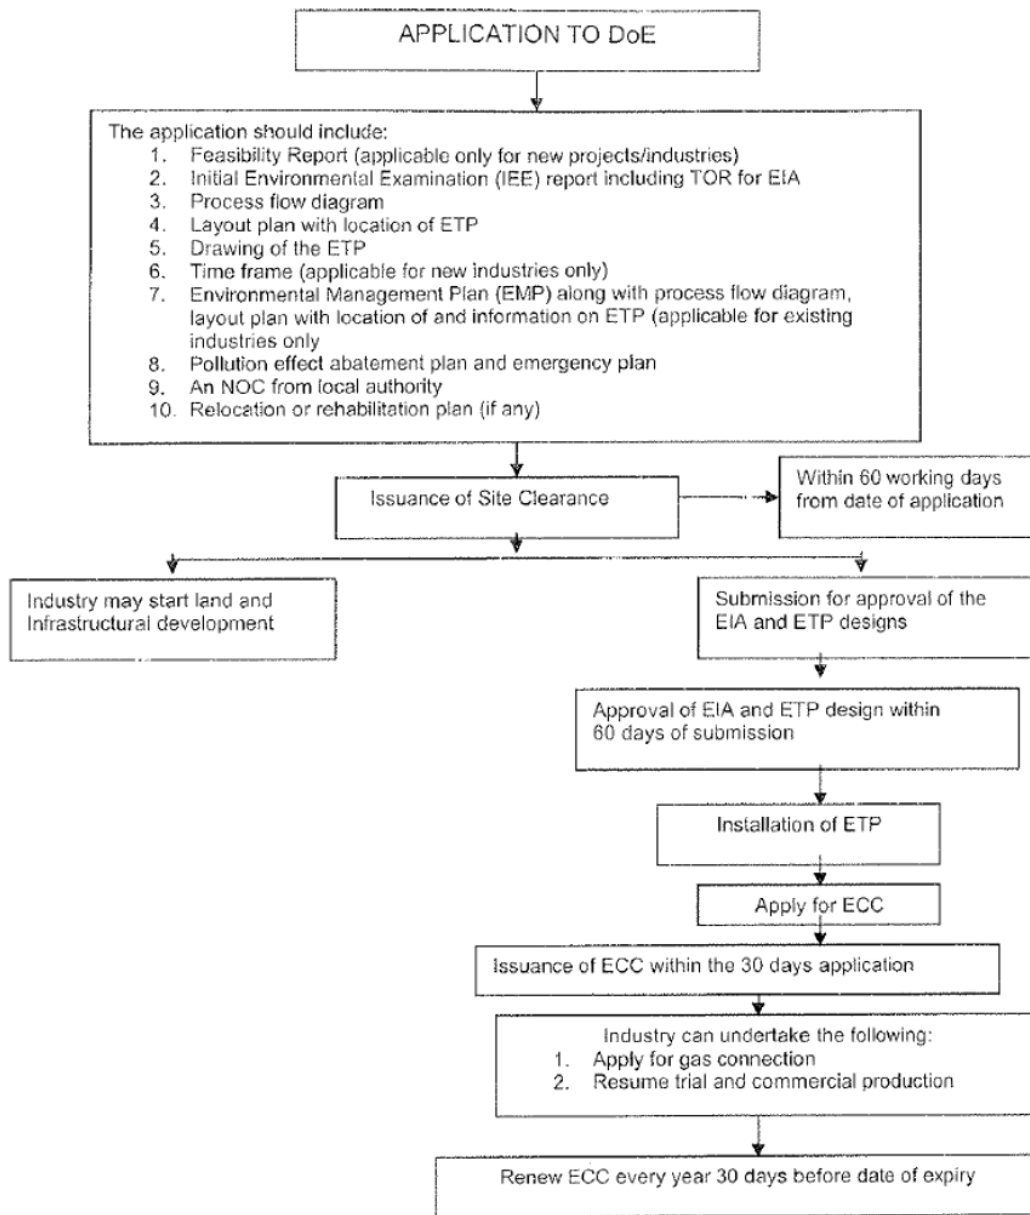 APPLICATION TO DoE
The application should include:
1. Feasibility Report (applicable only for new projects/industries)
2. Initial Environmental Examination (IEE) report including TOR for EIA
3. Process flow diagram
4. Layout plan with location of ETP
5. Drawing of the ETP
6. Time frame (applicable for new industries only)
7. Environmental Management Plan (EMP) along with process flow diagram,
layout plan with location of and information on ETP (applicable for existing
industries only
8. Pollution effect abatement plan and emergency plan
9. An NOC from local authority
10. Relocation or rehabilitation plan (if any)
Issuance of Site Clearance
Within 60 working days
from date of application
Industry may start land and
Infrastructural development
Submission for approval of the
EIA and ETP designs
Approval of EIA and ETP design within
60 days of submission
Installation of ETP
Apply for ECC
Issuance of ECC within the 30 days application
Industry can undertake the following:
1. Apply for gas connection
2. Resume trial and commercial production
Renew ECC every year 30 days before date of expiry